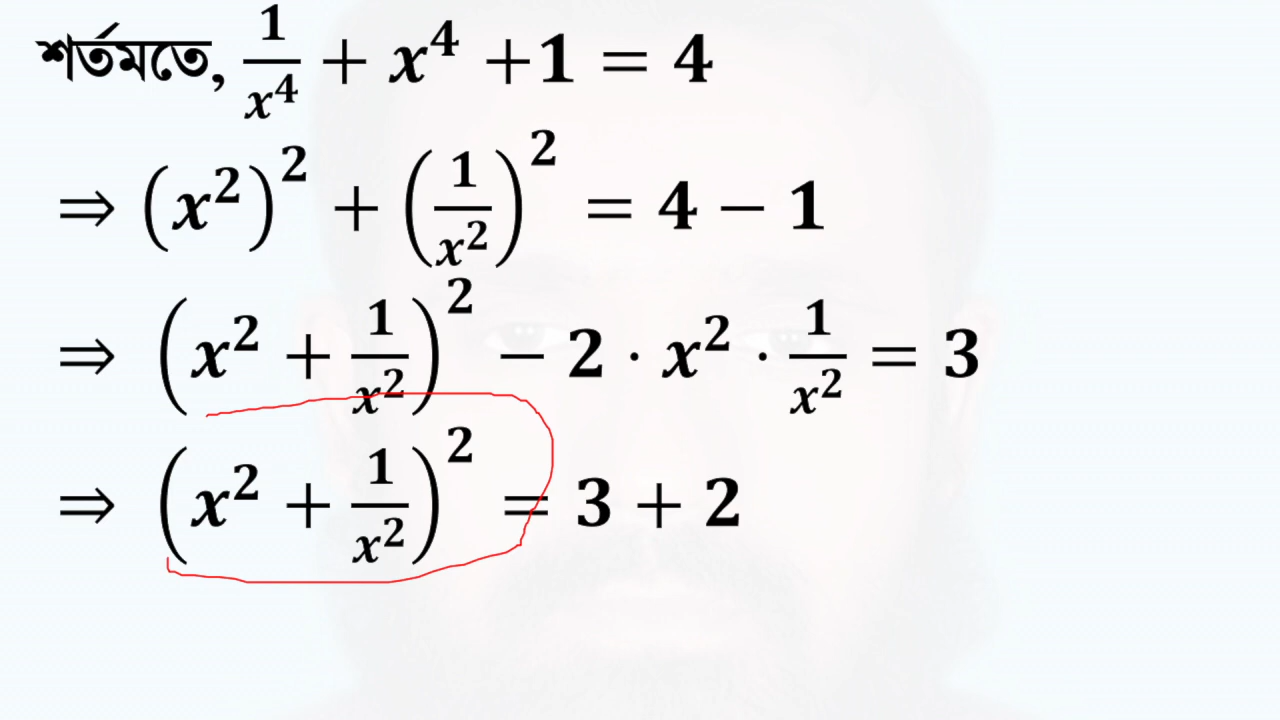 শর্তমতে, 1/x⁴ + x⁴ + 1 = 4
⇒ (x²)² + (1/x²)² = 4 − 1
⇒ (x² + 1/x²)² − 2 · x² · 1/x² = 3
⇒ (x² + 1/x²)² = 3 + 2